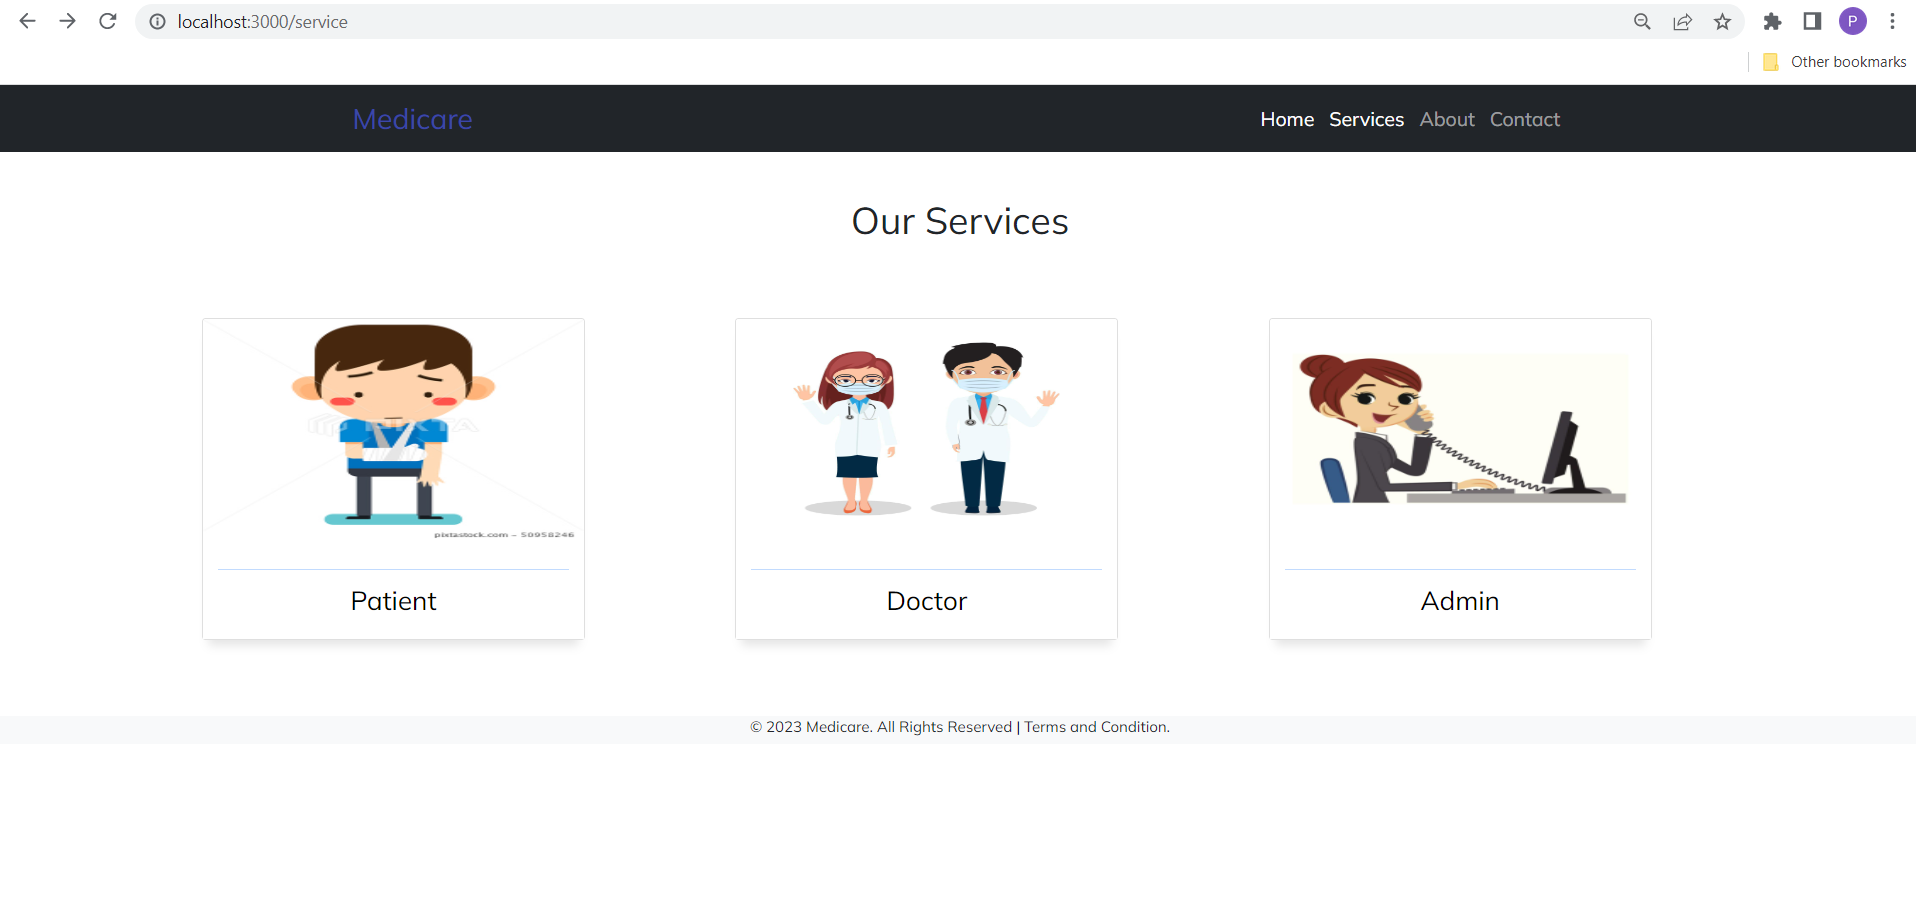 localhost:3000/service
P
Other bookmarks
Medicare
Home Services About Contact
Our Services
pixtastock.com - 50958246
Patient
Doctor
Admin
© 2023 Medicare. All Rights Reserved | Terms and Condition.